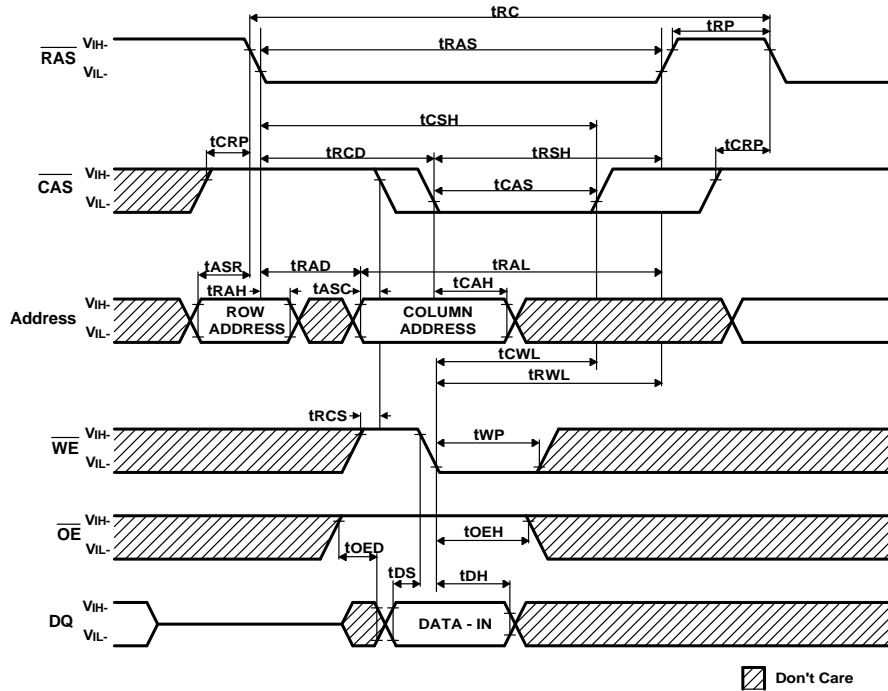 tRC
tRP
VIH-
RAS
tRAS
VIL-
tCSH
tCRP
tRCD
tRSH
tCRP
VIH-
CAS
tCAS
VIL-
tASR
tRAD
tRAL
tRAH
tASC
tCAH
VIH-
Address
ROW ADDRESS
COLUMN ADDRESS
VIL-
tCWL
tRWL
tRCS
VIH-
WE
tWP
VIL-
VIH-
OE
tOEH
VIL-
tOED
tDS
tDH
VIH-
DQ
DATA - IN
VIL-
Don't Care